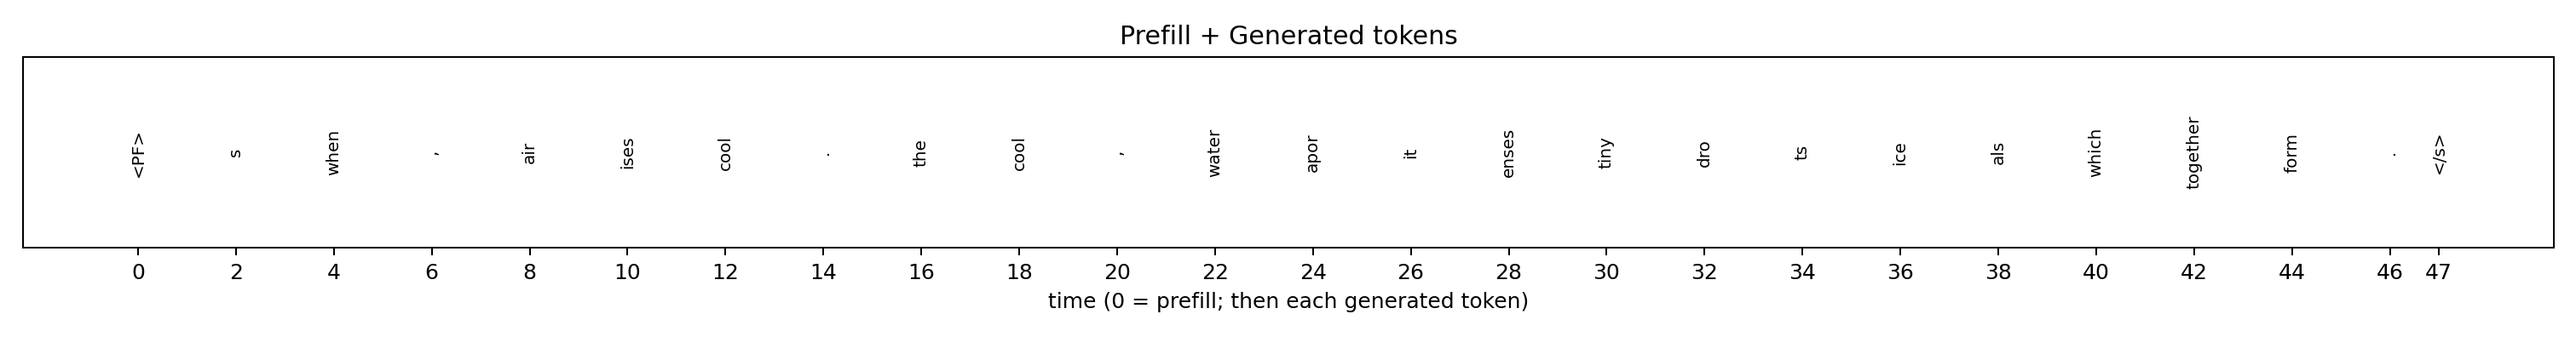 Prefill + Generated tokens
<PF> s when , air ises cool . the cool , water apor it enses tiny dro ts ice als which together form . </s>
0 2 4 6 8 10 12 14 16 18 20 22 24 26 28 30 32 34 36 38 40 42 44 46 47
time (0 = prefill; then each generated token)